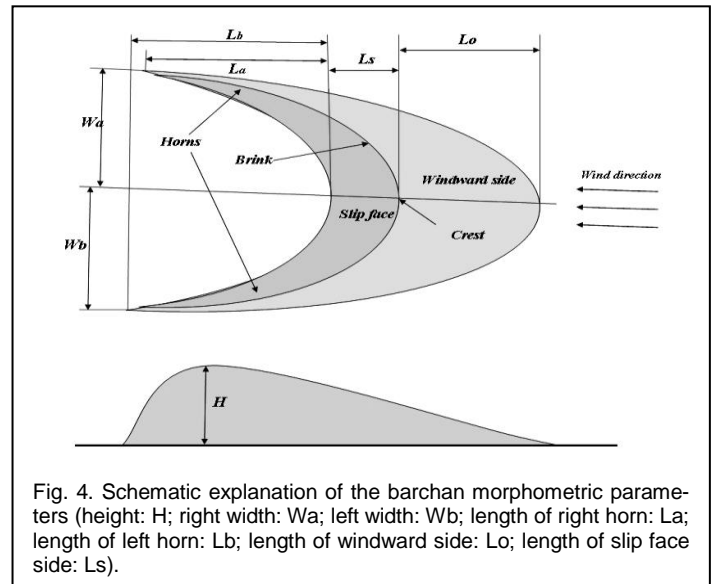 Lb
Ls
Lo
La
Wa
Horns
Brink
Windward side
Wind direction
Slip face
Crest
Wb
H
Fig. 4. Schematic explanation of the barchan morphometric parame-
ters (height: H; right width: Wa; left width: Wb; length of right horn: La;
length of left horn: Lb; length of windward side: Lo; length of slip face
side: Ls).